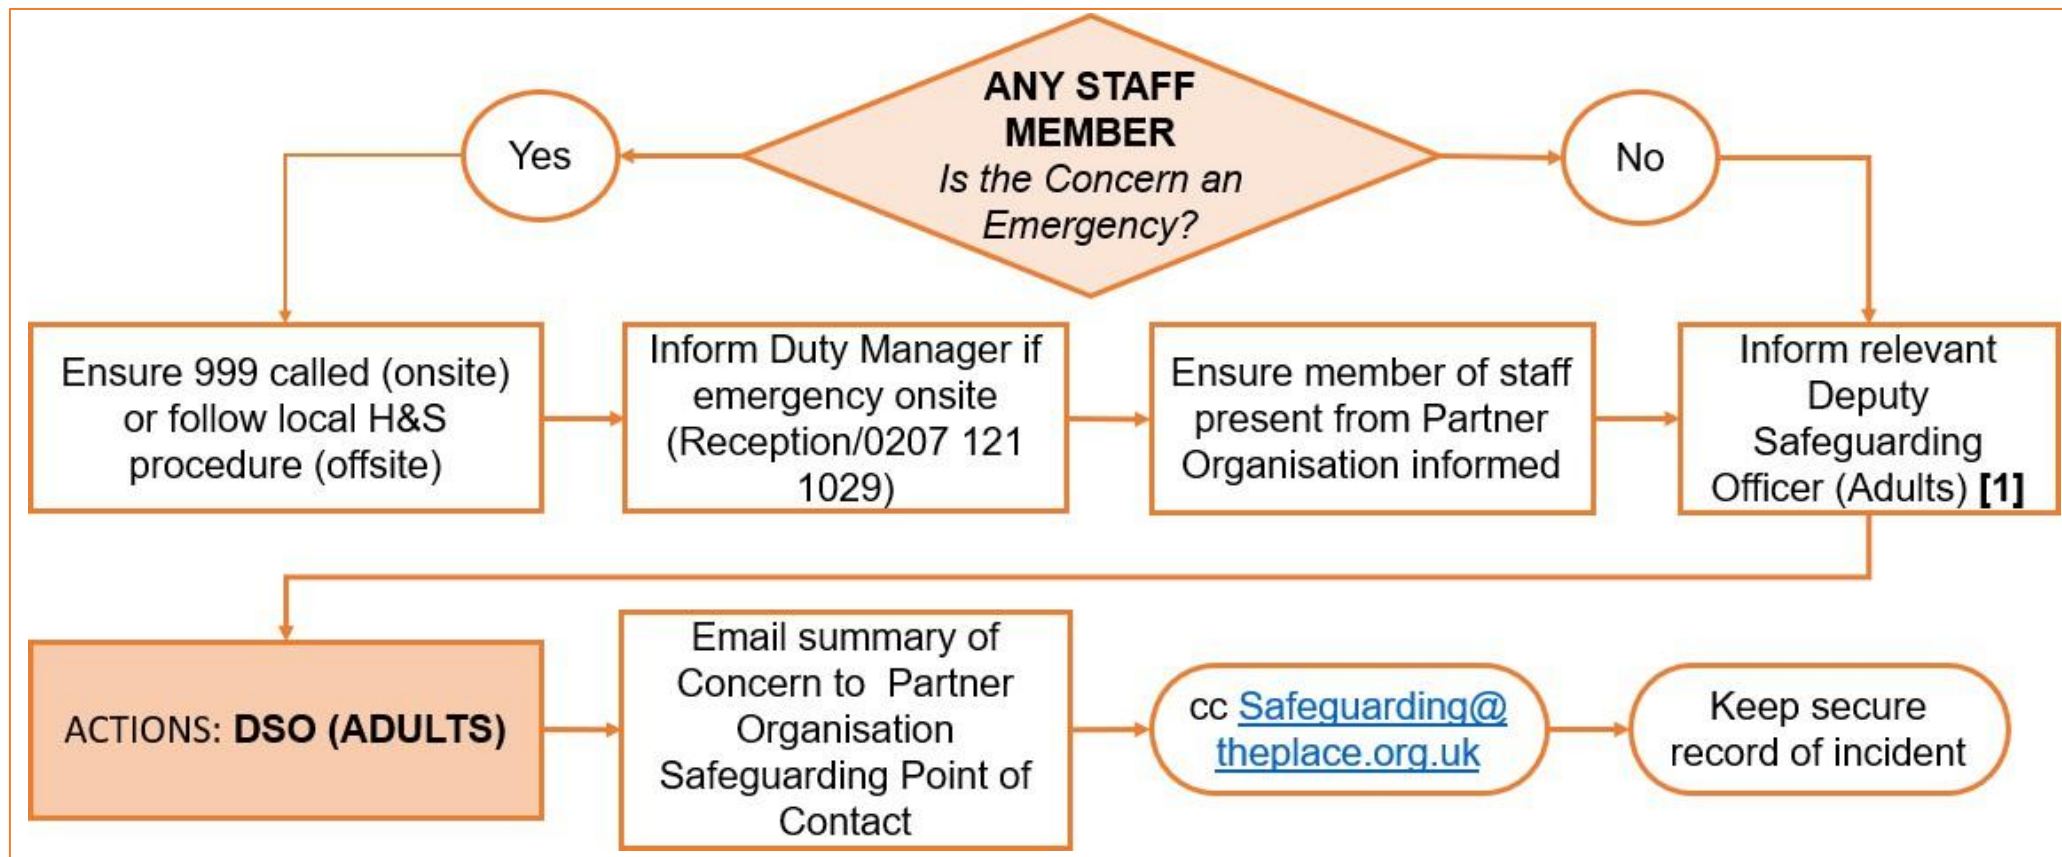 ANY STAFF
MEMBER
Is the Concern an
Emergency?
Yes
No
Ensure 999 called (onsite)
or follow local H&S
procedure (offsite)
Inform Duty Manager if
emergency onsite
(Reception/0207 121
1029)
Ensure member of staff
present from Partner
Organisation informed
Inform relevant
Deputy
Safeguarding
Officer (Adults) [1]
ACTIONS: DSO (ADULTS)
Email summary of
Concern to Partner
Organisation
Safeguarding Point of
Contact
cc Safeguarding@
theplace.org.uk
Keep secure
record of incident